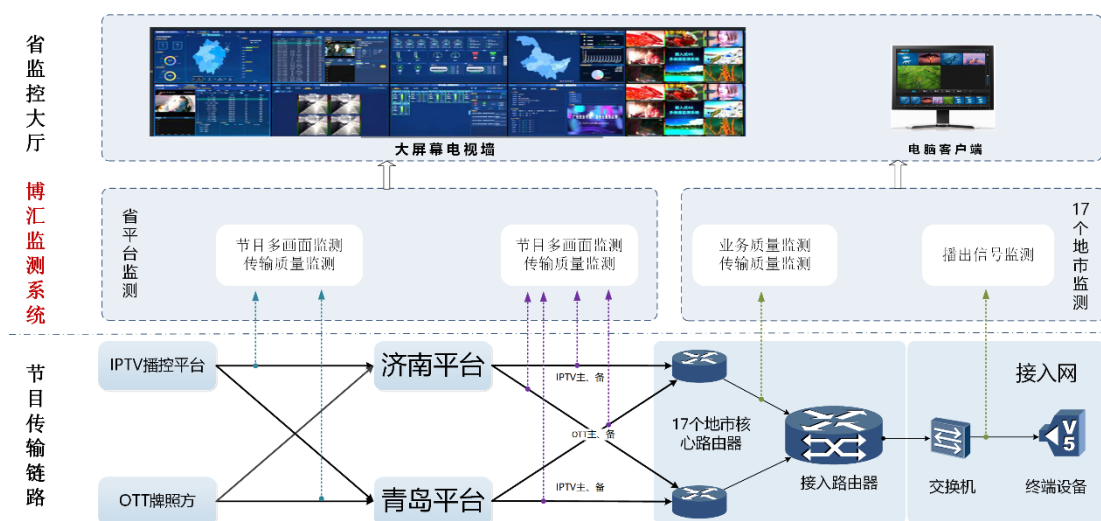 省监控大厅
大屏幕电视墙
电脑客户端
博汇监测系统
省平台监测
节目多画面监测
传输质量监测
节目多画面监测
传输质量监测
业务质量监测
传输质量监测
播出信号监测
17个地市监测
节目传输链路
IPTV播控平台
济南平台
IPTV主、备
OTT主、备
IPTV主、备
OTT牌照方
青岛平台
17个地市核
心路由器
接入路由器
接入网
交换机
V5
终端设备